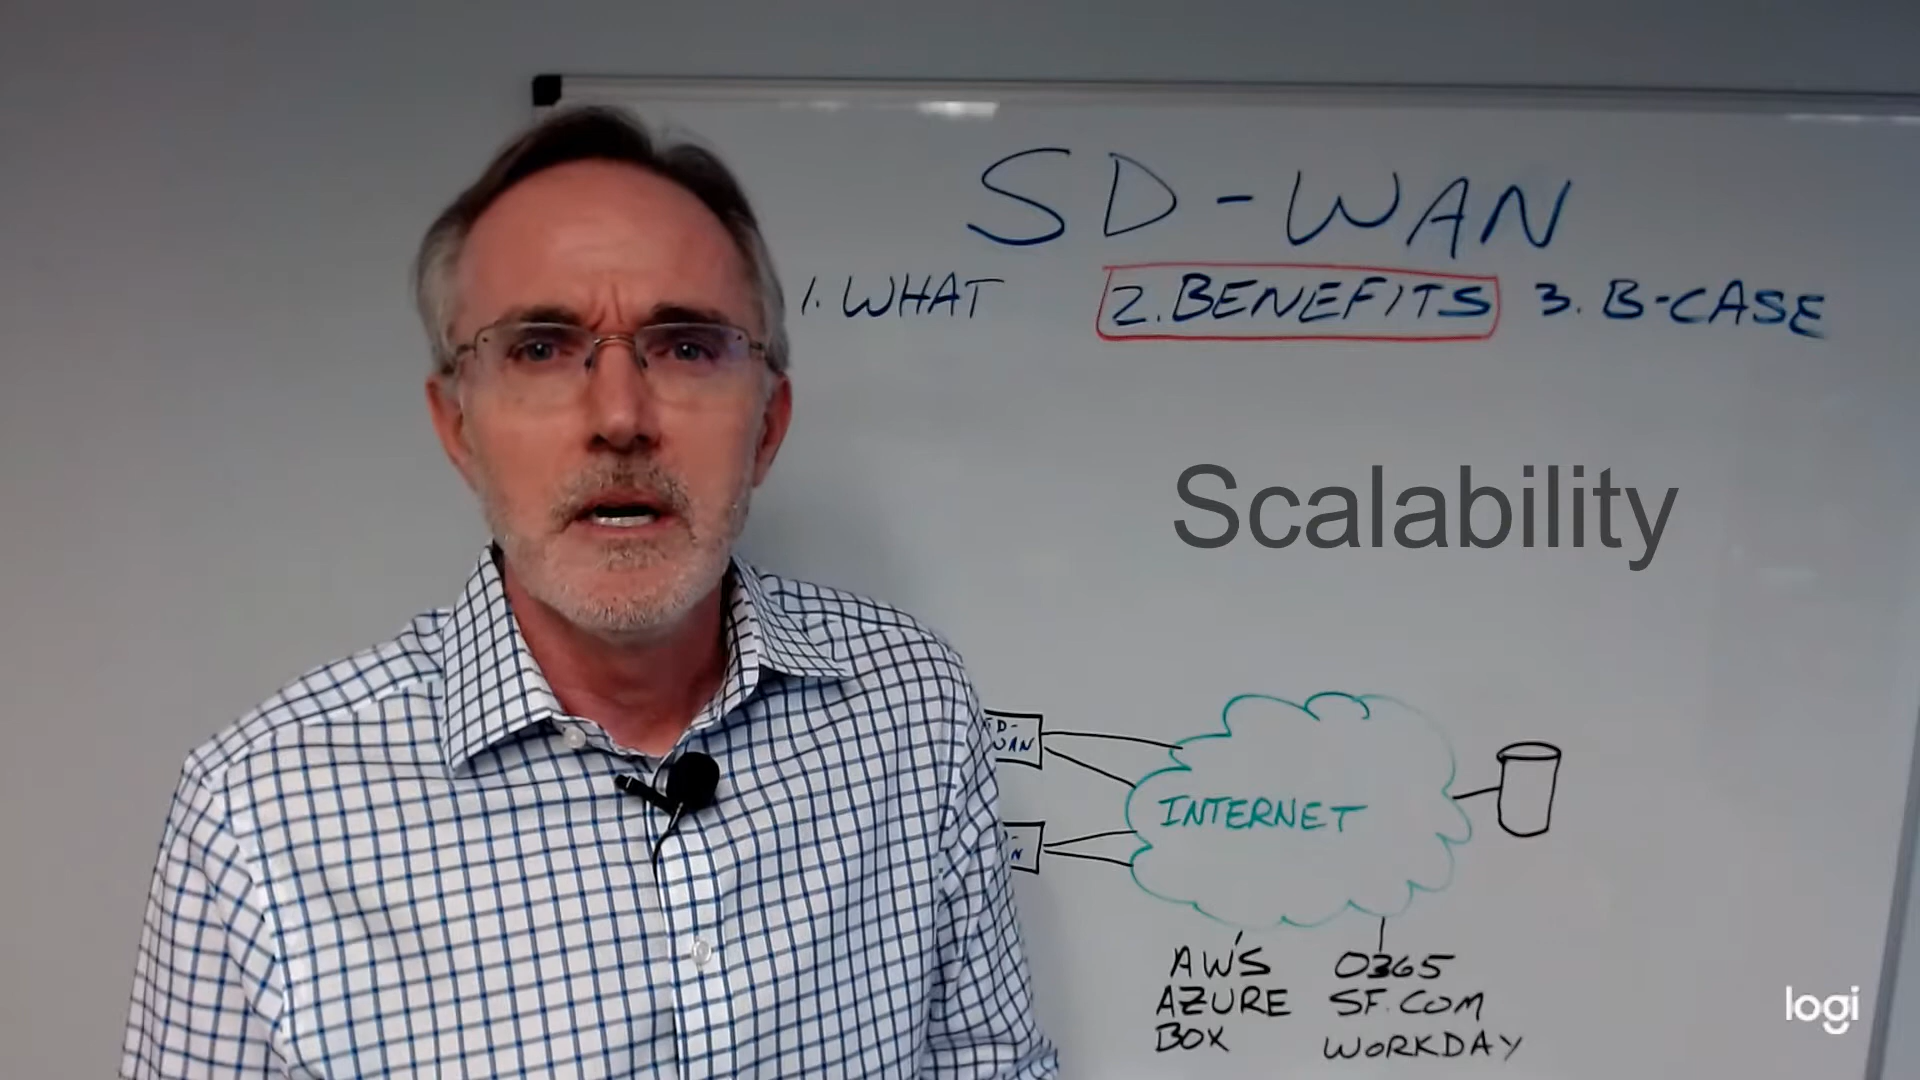 SD-WAN
1. WHAT 2. BENEFITS 3. B-CASE
Scalability
INTERNET
AWS O365
AZURE SF.COM
BOX WORKDAY
logi